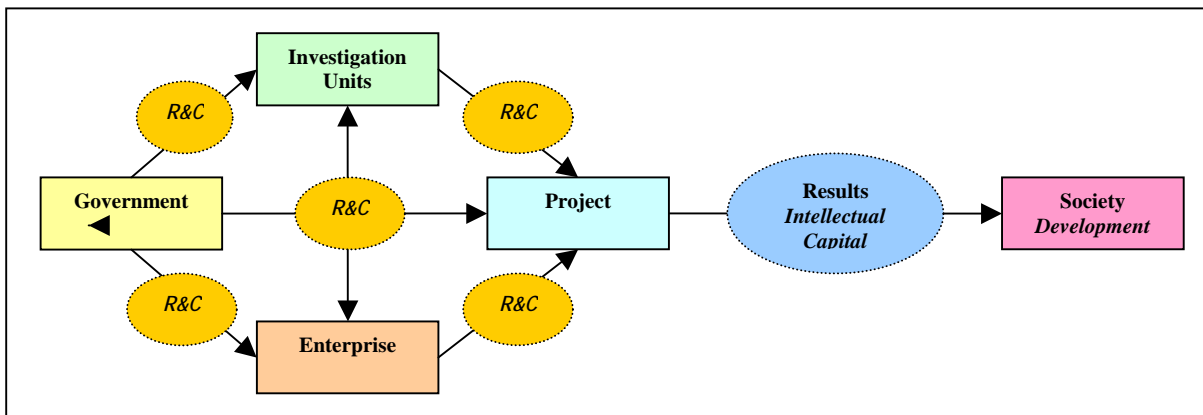 Investigation
Units
R&C
R&C
Government
R&C
Project
Results
Intellectual
Capital
Society
Development
R&C
R&C
Enterprise